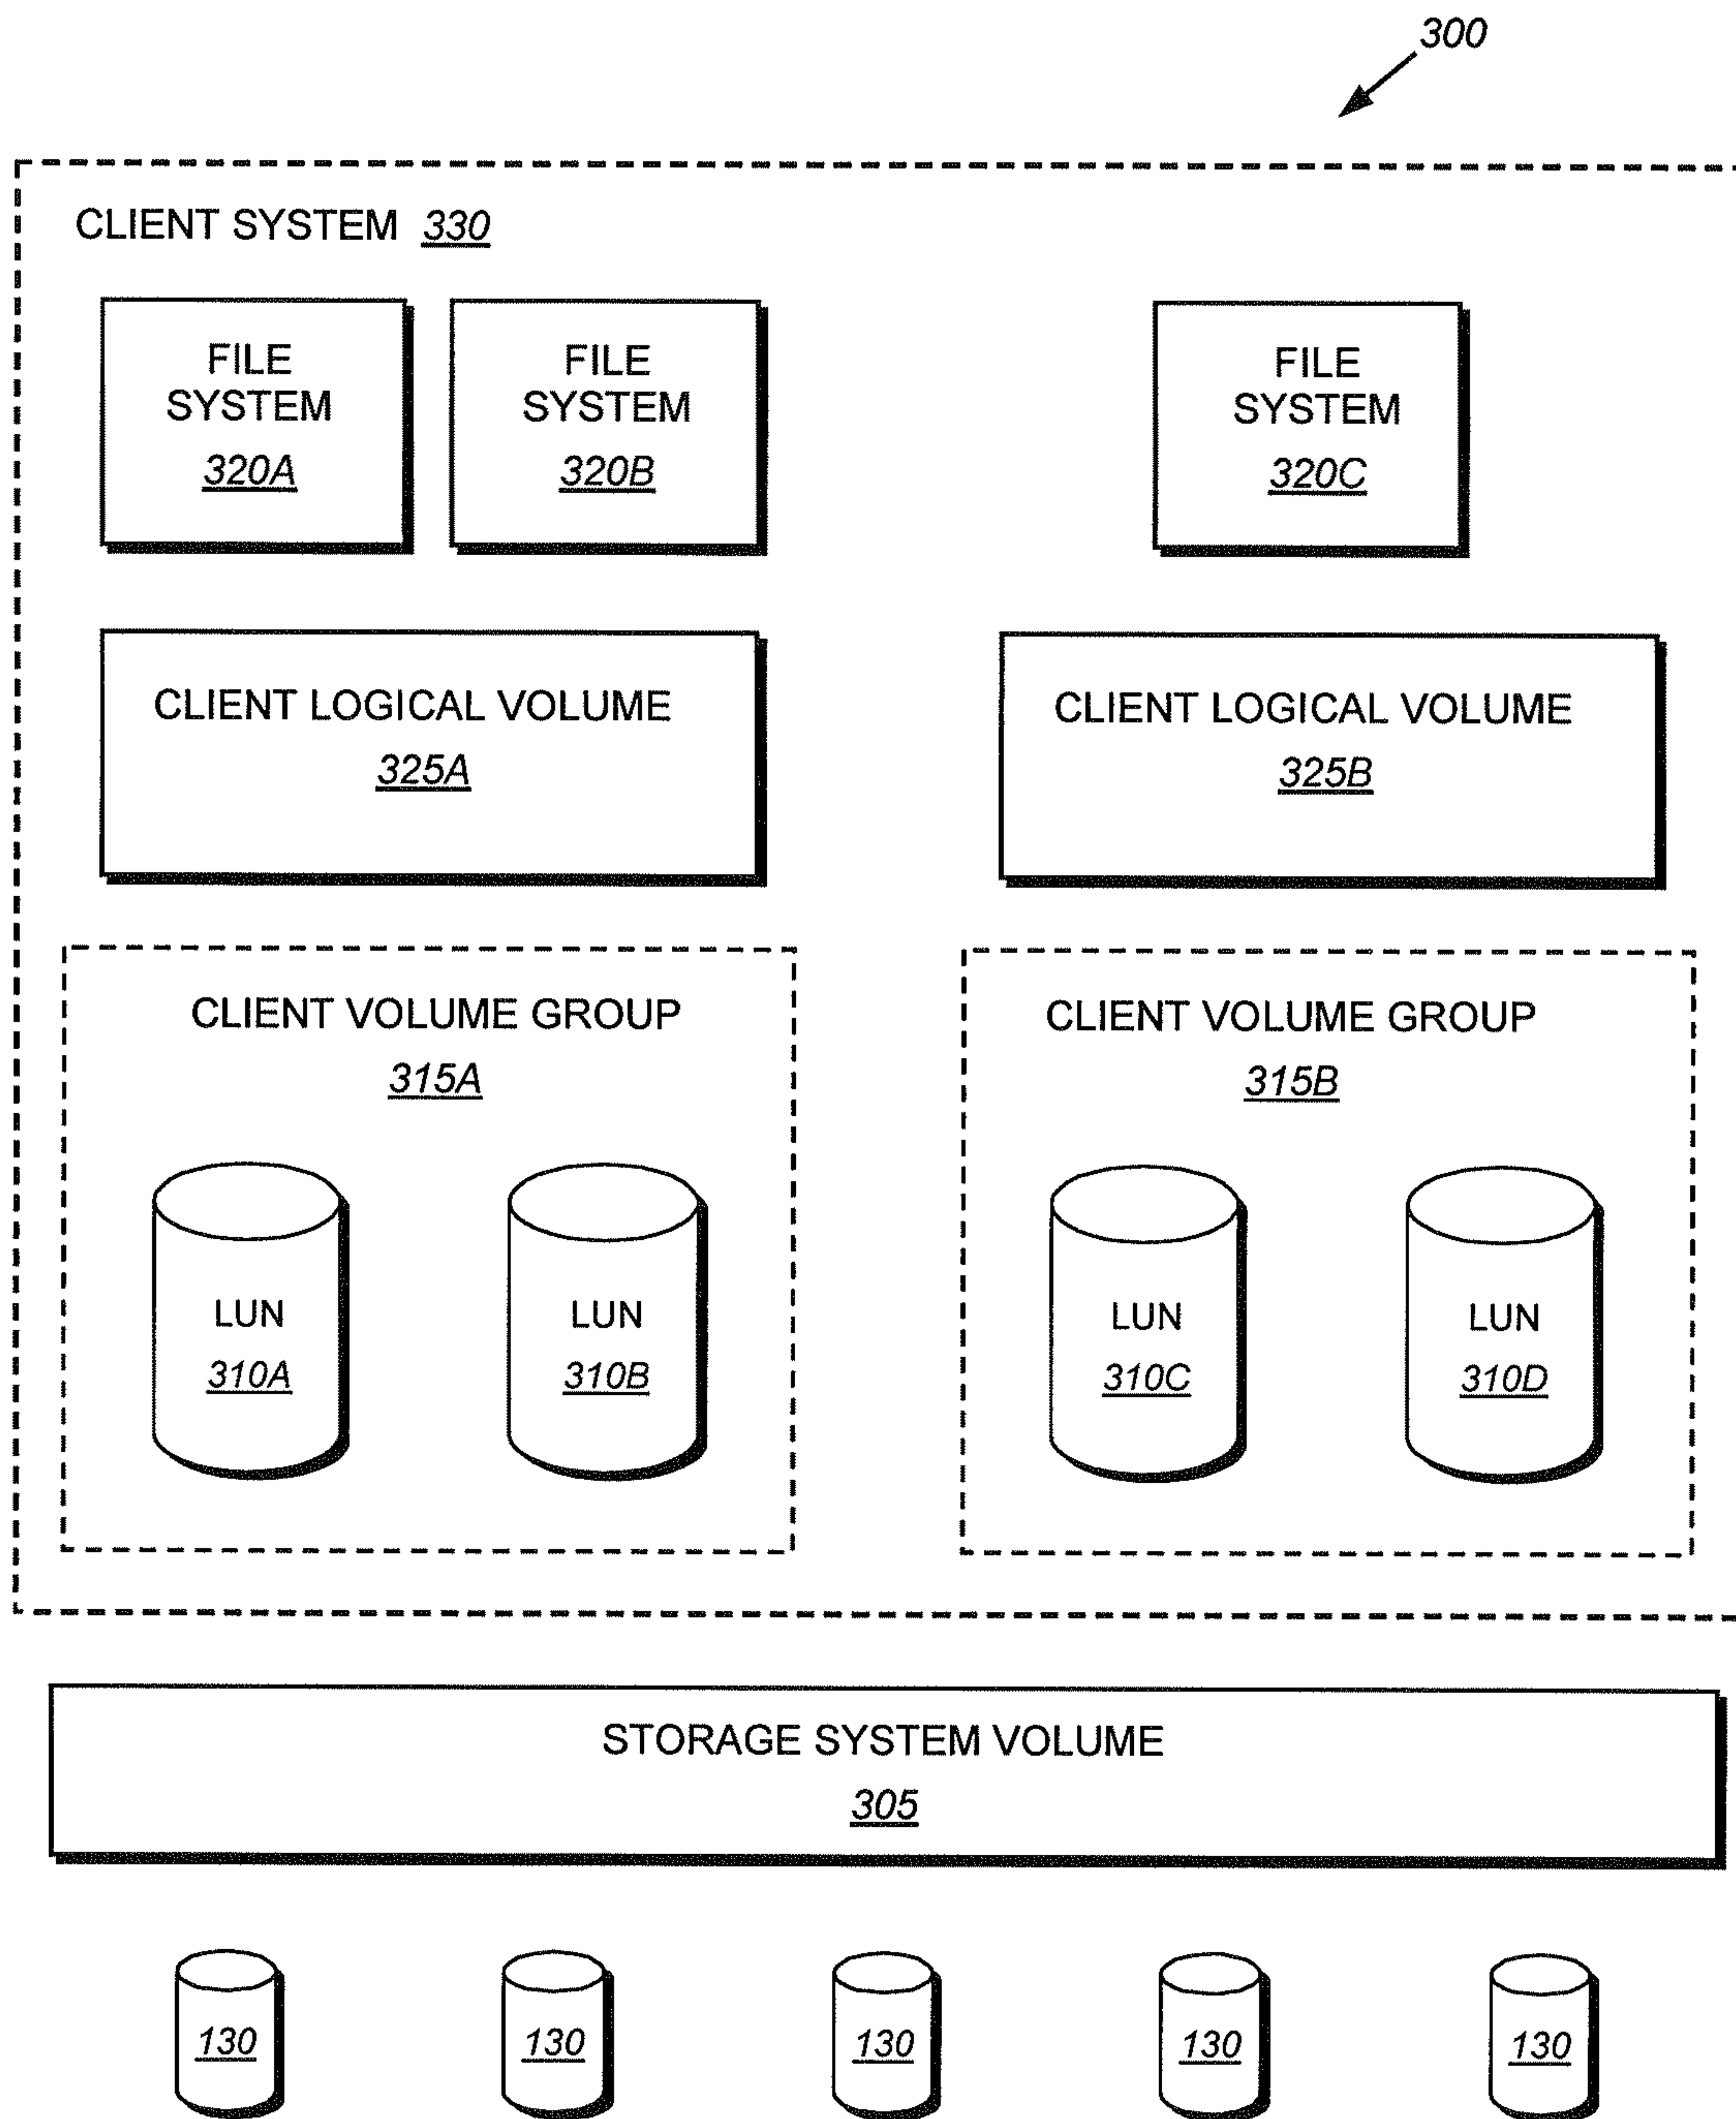 300
CLIENT SYSTEM 330
FILE
SYSTEM
320A
FILE
SYSTEM
320B
FILE
SYSTEM
320C
CLIENT LOGICAL VOLUME
325A
CLIENT LOGICAL VOLUME
325B
CLIENT VOLUME GROUP
315A
CLIENT VOLUME GROUP
315B
LUN
310A
LUN
310B
LUN
310C
LUN
310D
STORAGE SYSTEM VOLUME
305
130
130
130
130
130